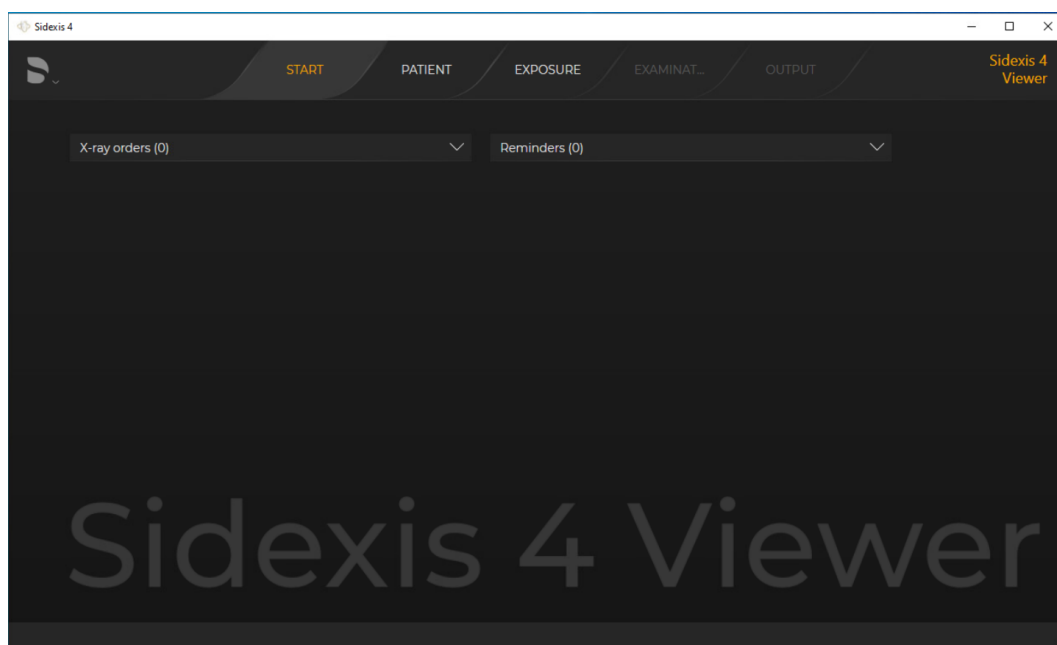 Sidexis 4
START
PATIENT
EXPOSURE
EXAMINAT...
OUTPUT
Sidexis 4
Viewer
X-ray orders (0)
Reminders (0)
Sidexis 4 Viewer